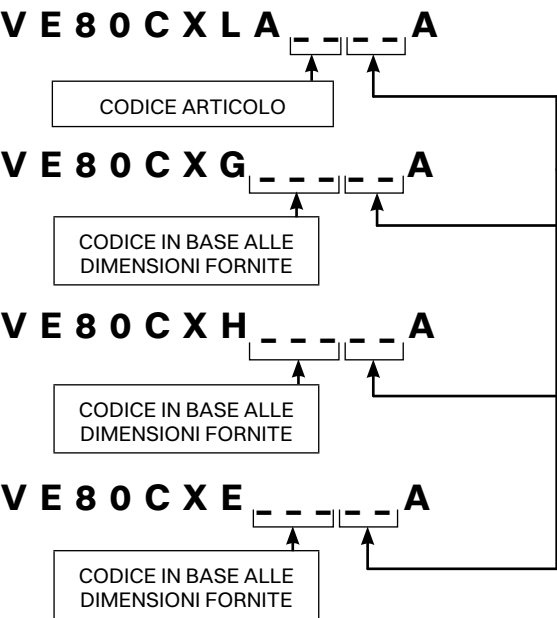 V E 8 0 C X L A _ _ _ _ A
CODICE ARTICOLO
V E 8 0 C X G _ _ _ _ _ A
CODICE IN BASE ALLE
DIMENSIONI FORNITE
V E 8 0 C X H _ _ _ _ _ A
CODICE IN BASE ALLE
DIMENSIONI FORNITE
V E 8 0 C X E _ _ _ _ _ A
CODICE IN BASE ALLE
DIMENSIONI FORNITE